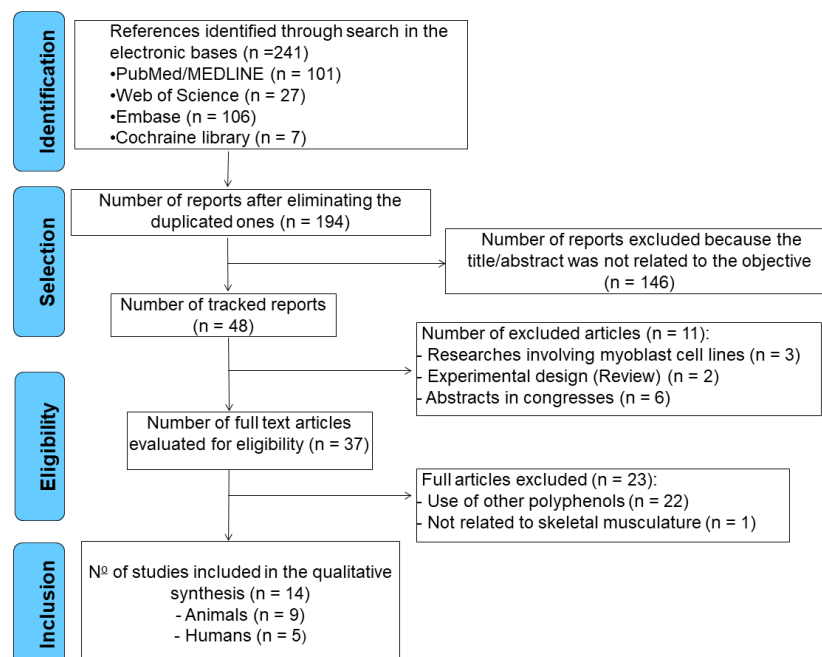 Identification
References identified through search in the
electronic bases (n =241)
•PubMed/MEDLINE (n = 101)
•Web of Science (n = 27)
•Embase (n = 106)
•Cochraine library (n = 7)
Selection
Number of reports after eliminating the
duplicated ones (n = 194)
Number of reports excluded because the
title/abstract was not related to the objective
(n = 146)
Number of tracked reports
(n = 48)
Number of excluded articles (n = 11):
- Researches involving myoblast cell lines (n = 3)
- Experimental design (Review) (n = 2)
- Abstracts in congresses (n = 6)
Eligibility
Number of full text articles
evaluated for eligibility (n = 37)
Full articles excluded (n = 23):
- Use of other polyphenols (n = 22)
- Not related to skeletal musculature (n = 1)
Inclusion
Nº of studies included in the qualitative
synthesis (n = 14)
- Animals (n = 9)
- Humans (n = 5)